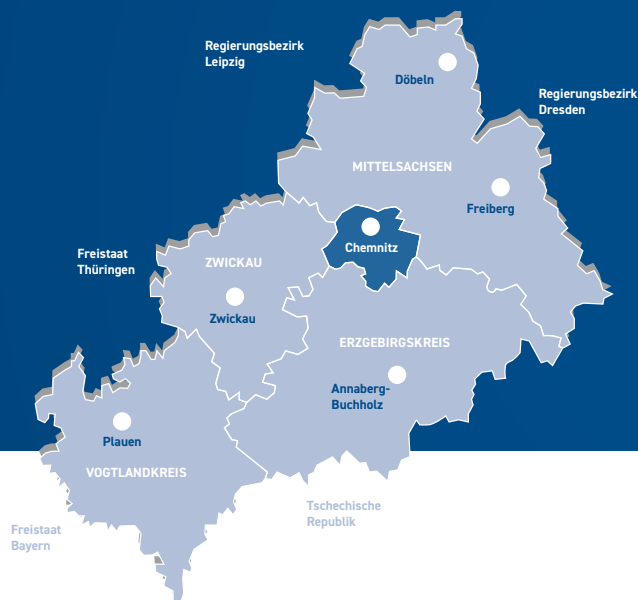 Regierungsbezirk
Leipzig
Döbeln
Regierungsbezirk
Dresden
MITTELSACHSEN
Freiberg
Chemnitz
Freistaat
Thüringen
ZWICKAU
Zwickau
ERZGEBIRGSKREIS
Annaberg-
Buchholz
Plauen
VOGTLANDKREIS
Tschechische
Republik
Freistaat
Bayern